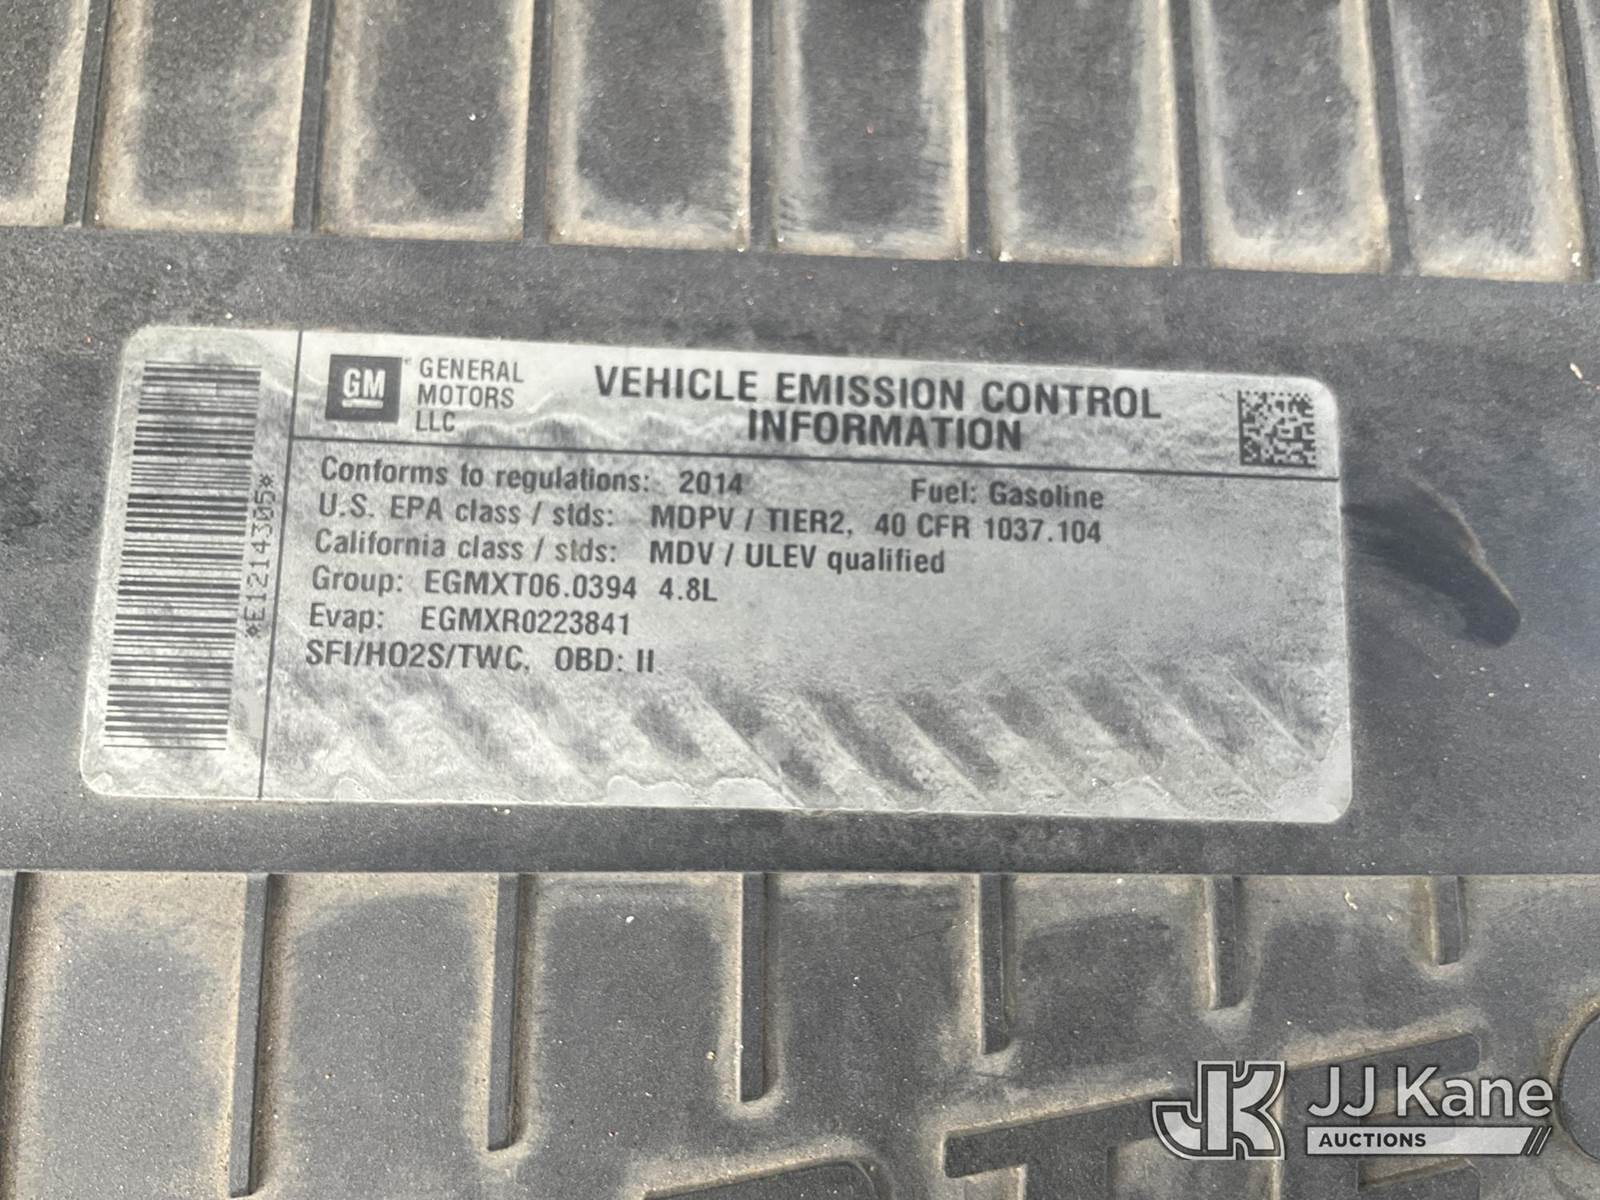 GM
GENERAL
MOTORS
LLC
VEHICLE EMISSION CONTROL
INFORMATION
Conforms to regulations: 2014 Fuel: Gasoline
U.S. EPA class / stds: MDPV / TIER2, 40 CFR 1037.104
California class / stds: MDV / ULEV qualified
Group: EGMXT06.0394 4.8L
Evap: EGMXR0223841
SFI/HO2S/TWC, OBD: II
*E1214305*
JK
JJ Kane
AUCTIONS